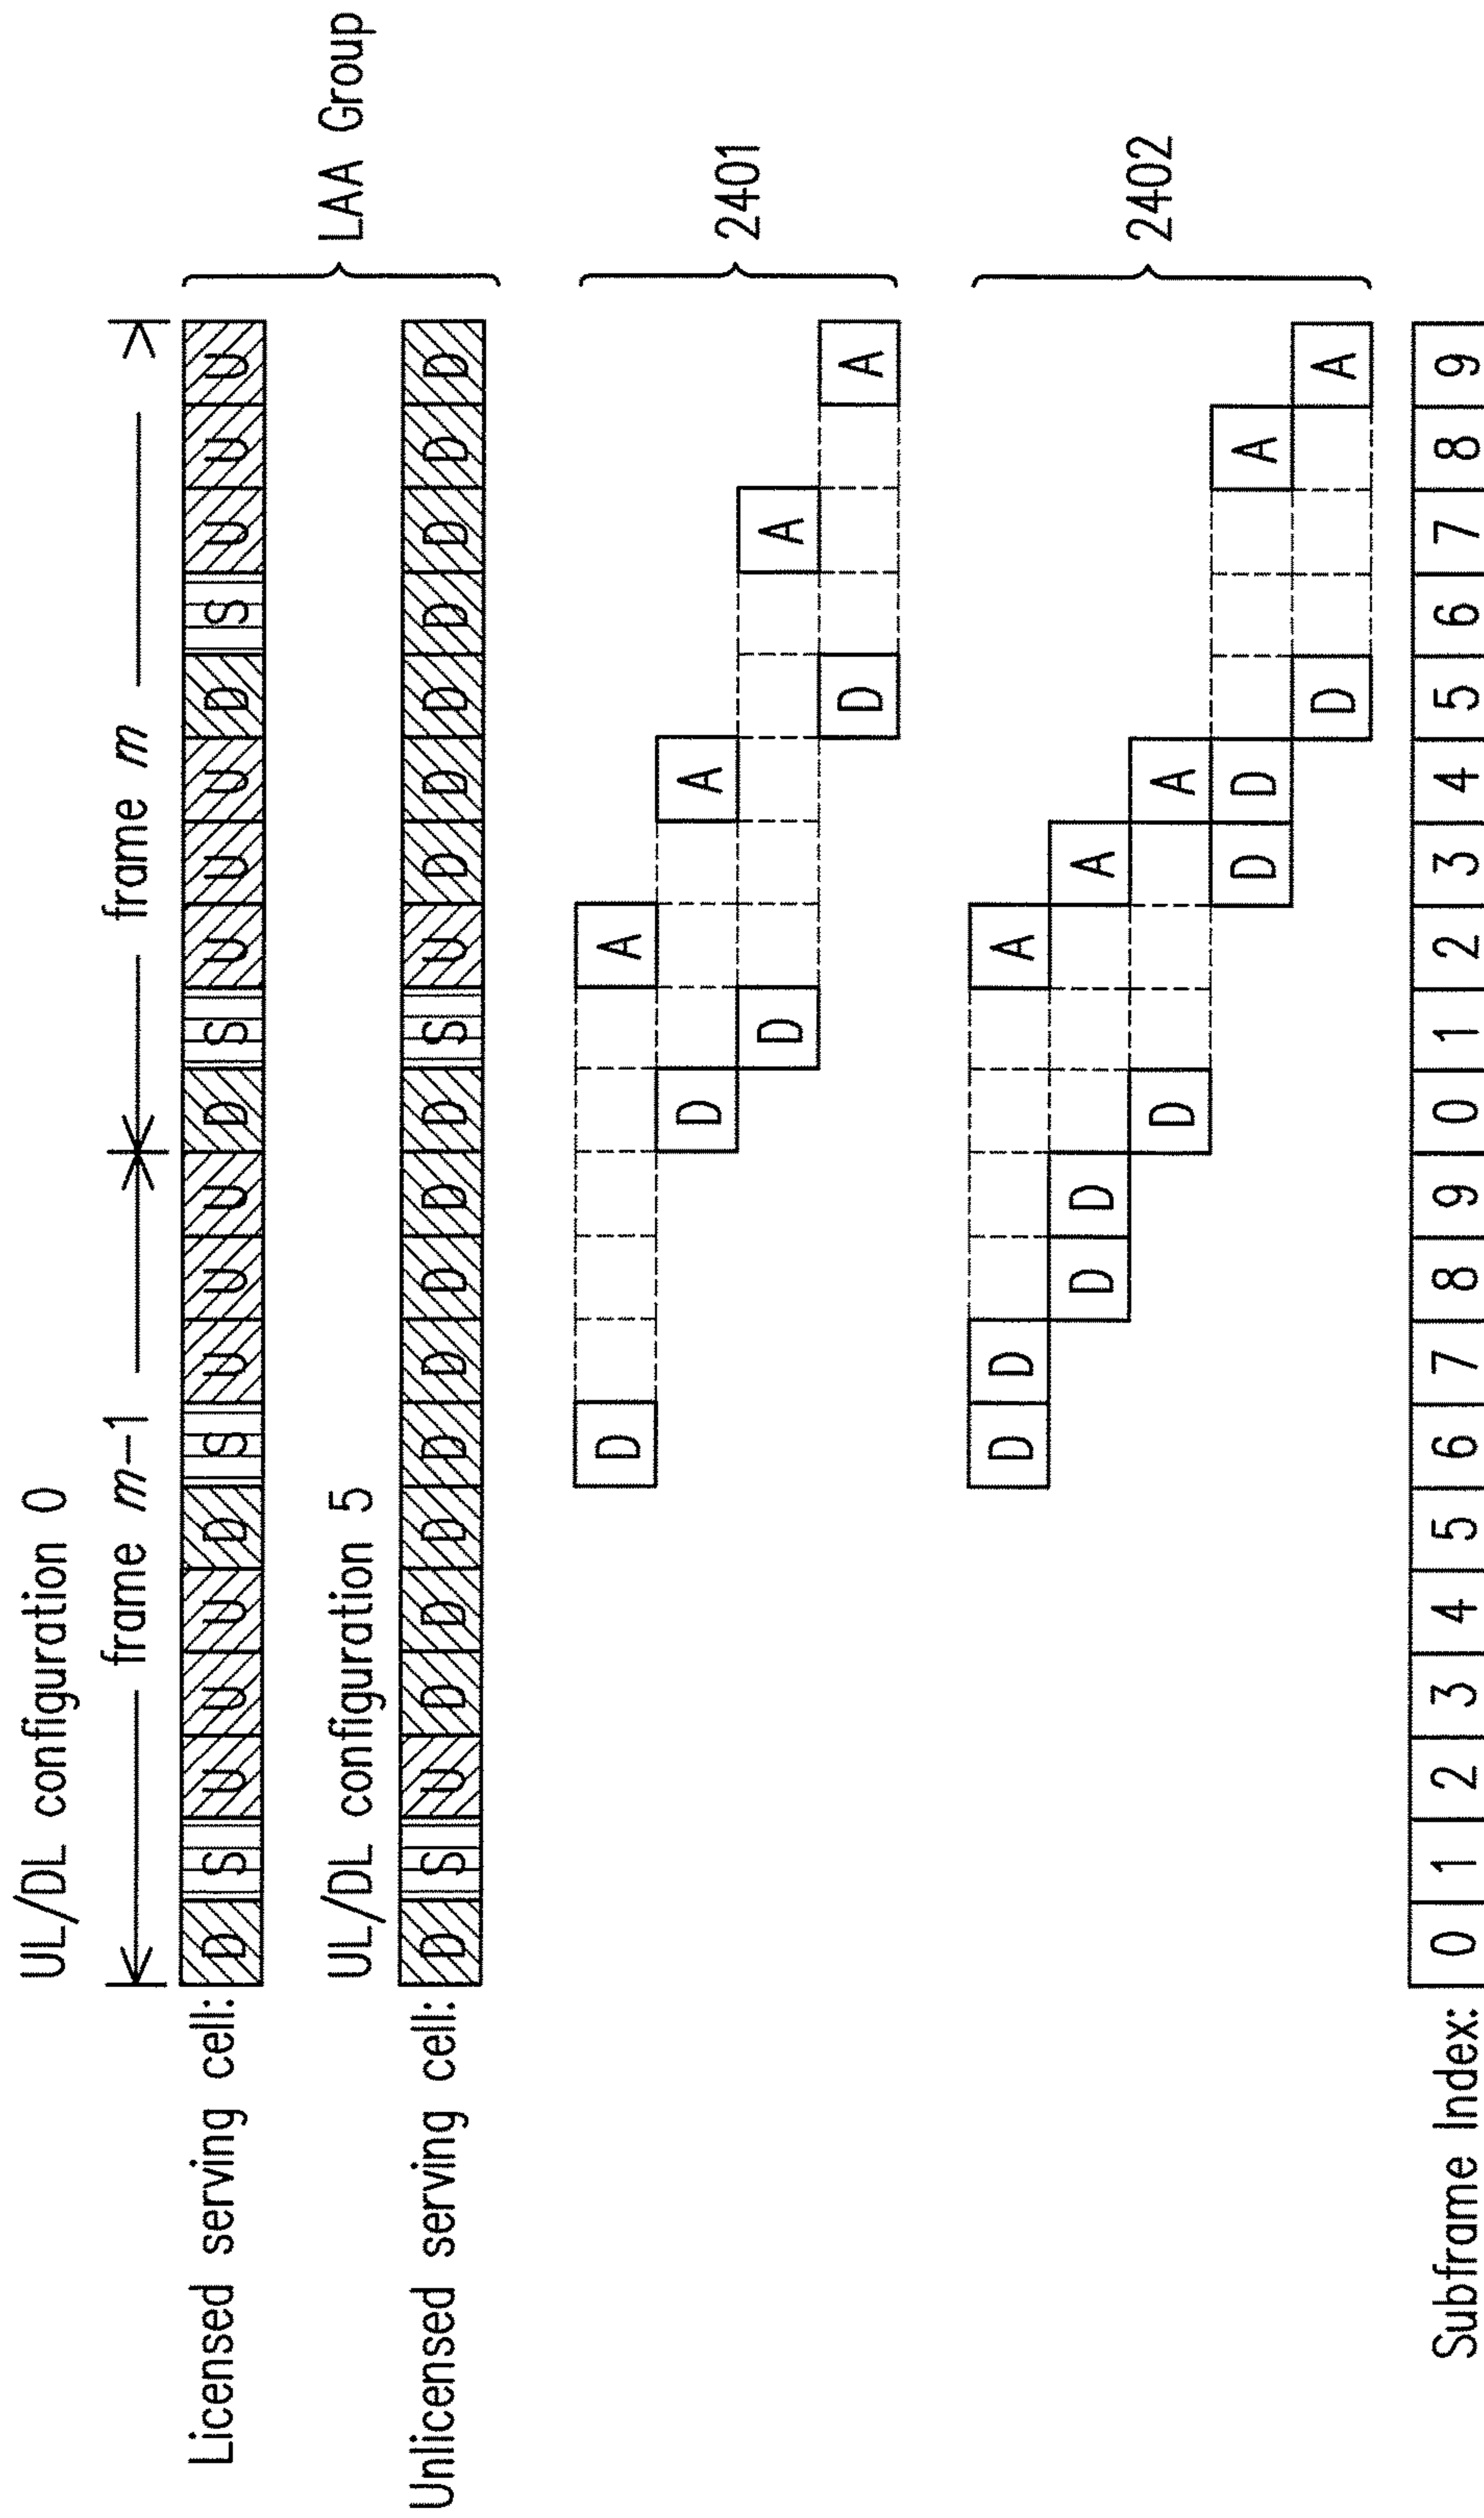 UL/DL configuration 0
frame m-1 frame m
Licensed serving cell: D S U U U D S U U U D S U U U D S U U U
UL/DL configuration 5
LAA Group
Unlicensed serving cell: D S U D D D D D D D D S U D D D D D D D
D A
D A
2401
D A
D A
D D A
D D A
D A
2402
D D A
D A
Subframe Index: 0 1 2 3 4 5 6 7 8 9 0 1 2 3 4 5 6 7 8 9